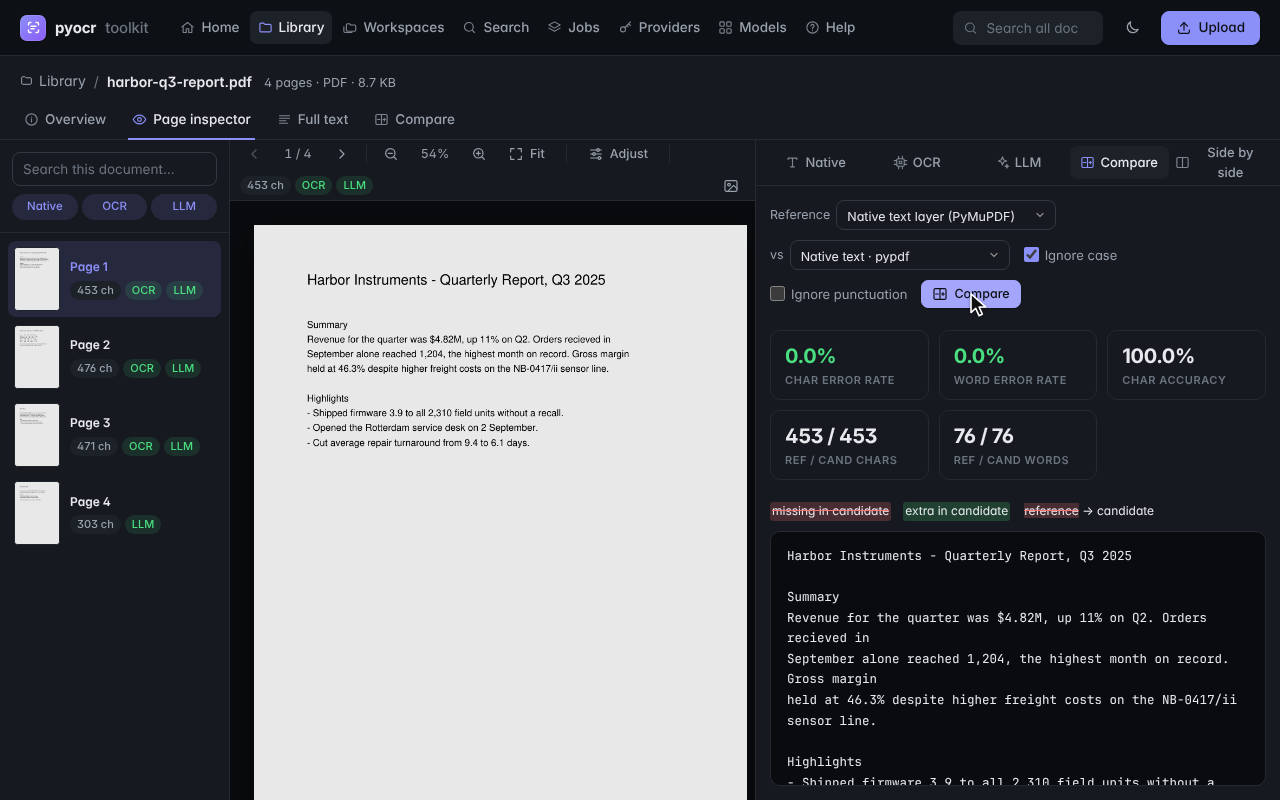 pyocr toolkit Home Library Workspaces Search Jobs Providers Models Help Search all doc Upload
Library / harbor-q3-report.pdf 4 pages · PDF · 8.7 KB
Overview Page inspector Full text Compare
Search this document...
Native OCR LLM
Page 1
453 ch OCR LLM
Page 2
476 ch OCR LLM
Page 3
471 ch OCR LLM
Page 4
303 ch LLM
1 / 4 54% Fit Adjust
453 ch OCR LLM
Harbor Instruments - Quarterly Report, Q3 2025
Summary
Revenue for the quarter was $4.82M, up 11% on Q2. Orders recieved in
September alone reached 1,204, the highest month on record. Gross margin
held at 46.3% despite higher freight costs on the NB-0417/ii sensor line.
Highlights
- Shipped firmware 3.9 to all 2,310 field units without a recall.
- Opened the Rotterdam service desk on 2 September.
- Cut average repair turnaround from 9.4 to 6.1 days.
Native OCR LLM Compare Side by
side
Reference Native text layer (PyMuPDF)
vs Native text · pypdf Ignore case
Ignore punctuation Compare
0.0% 0.0% 100.0%
CHAR ERROR RATE WORD ERROR RATE CHAR ACCURACY
453 / 453 76 / 76
REF / CAND CHARS REF / CAND WORDS
missing in candidate extra in candidate reference → candidate
Harbor Instruments - Quarterly Report, Q3 2025
Summary
Revenue for the quarter was $4.82M, up 11% on Q2. Orders
recieved in
September alone reached 1,204, the highest month on record.
Gross margin
held at 46.3% despite higher freight costs on the NB-0417/ii
sensor line.
Highlights
- Shipped firmware 3.9 to all 2,310 field units without a